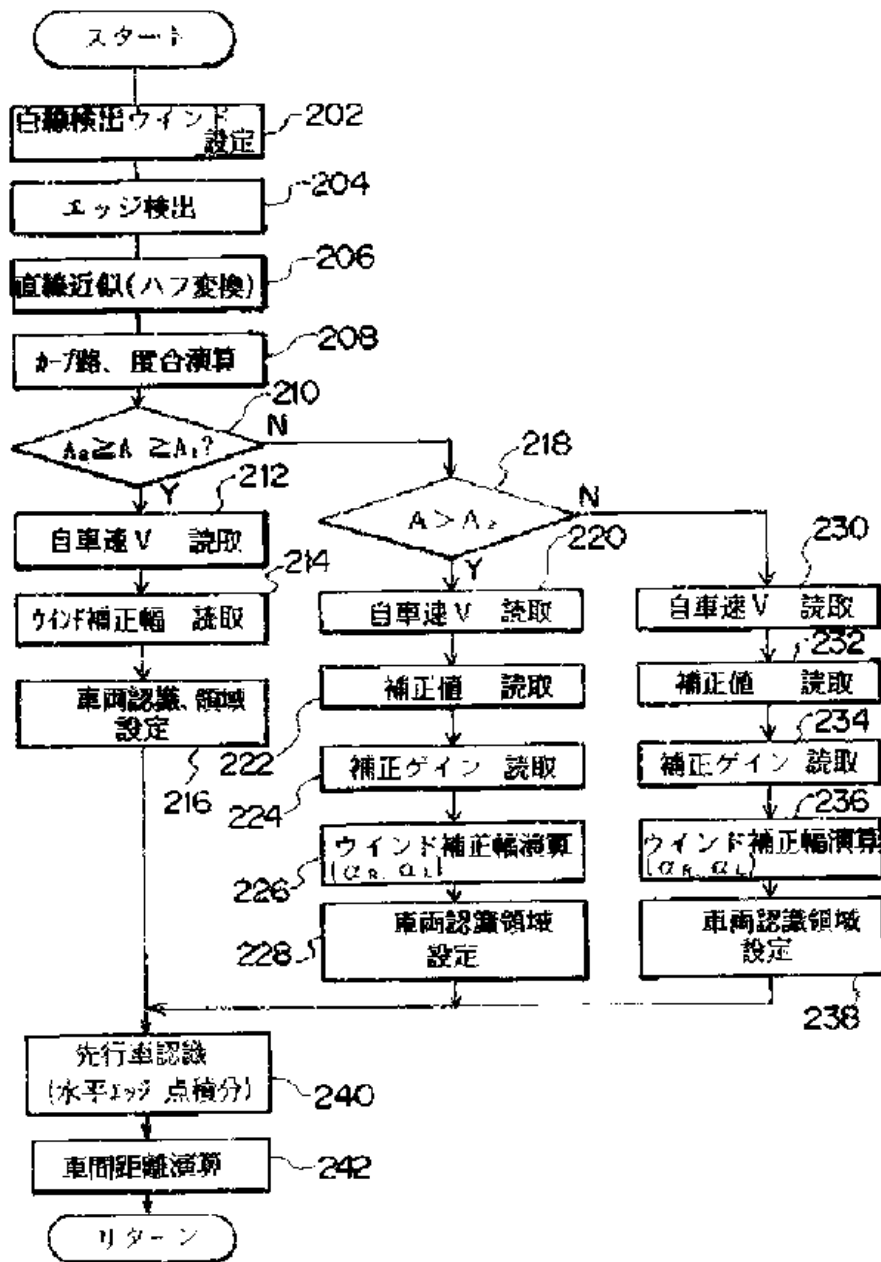 スタート
白線検出ウインド
設定
202
エッジ検出
204
直線近似(ハフ変換)
206
カーブ路、度合演算
208
A₂≧A ≧A₁?
210
N
Y
自車速V 読取
212
ウインド補正幅 読取
214
車両認識、領域
設定
216
A>A₂
218
N
Y
自車速V 読取
220
補正値 読取
222
補正ゲイン 読取
224
ウインド補正幅演算
(αR、αL)
226
車両認識領域
設定
228
自車速V 読取
230
補正値 読取
232
補正ゲイン 読取
234
ウインド補正幅演算
(αR、αL)
236
車両認識領域
設定
238
先行車認識
(水平エッジ 点積分)
240
車間距離演算
242
リターン